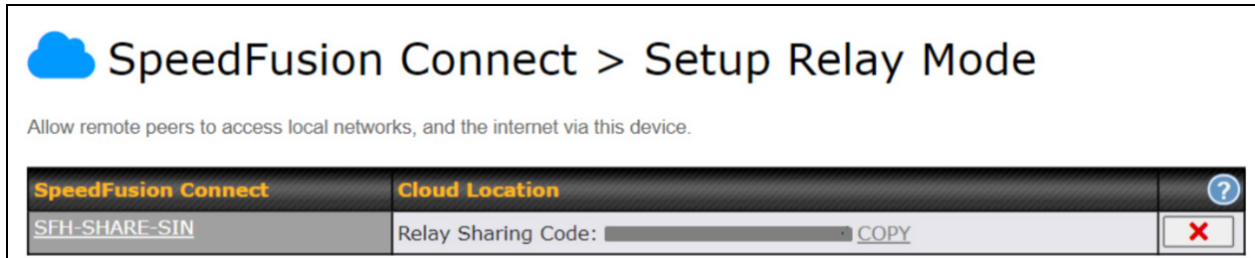 SpeedFusion Connect > Setup Relay Mode
Allow remote peers to access local networks, and the internet via this device.
SpeedFusion Connect Cloud Location ?
SFH-SHARE-SIN Relay Sharing Code: COPY